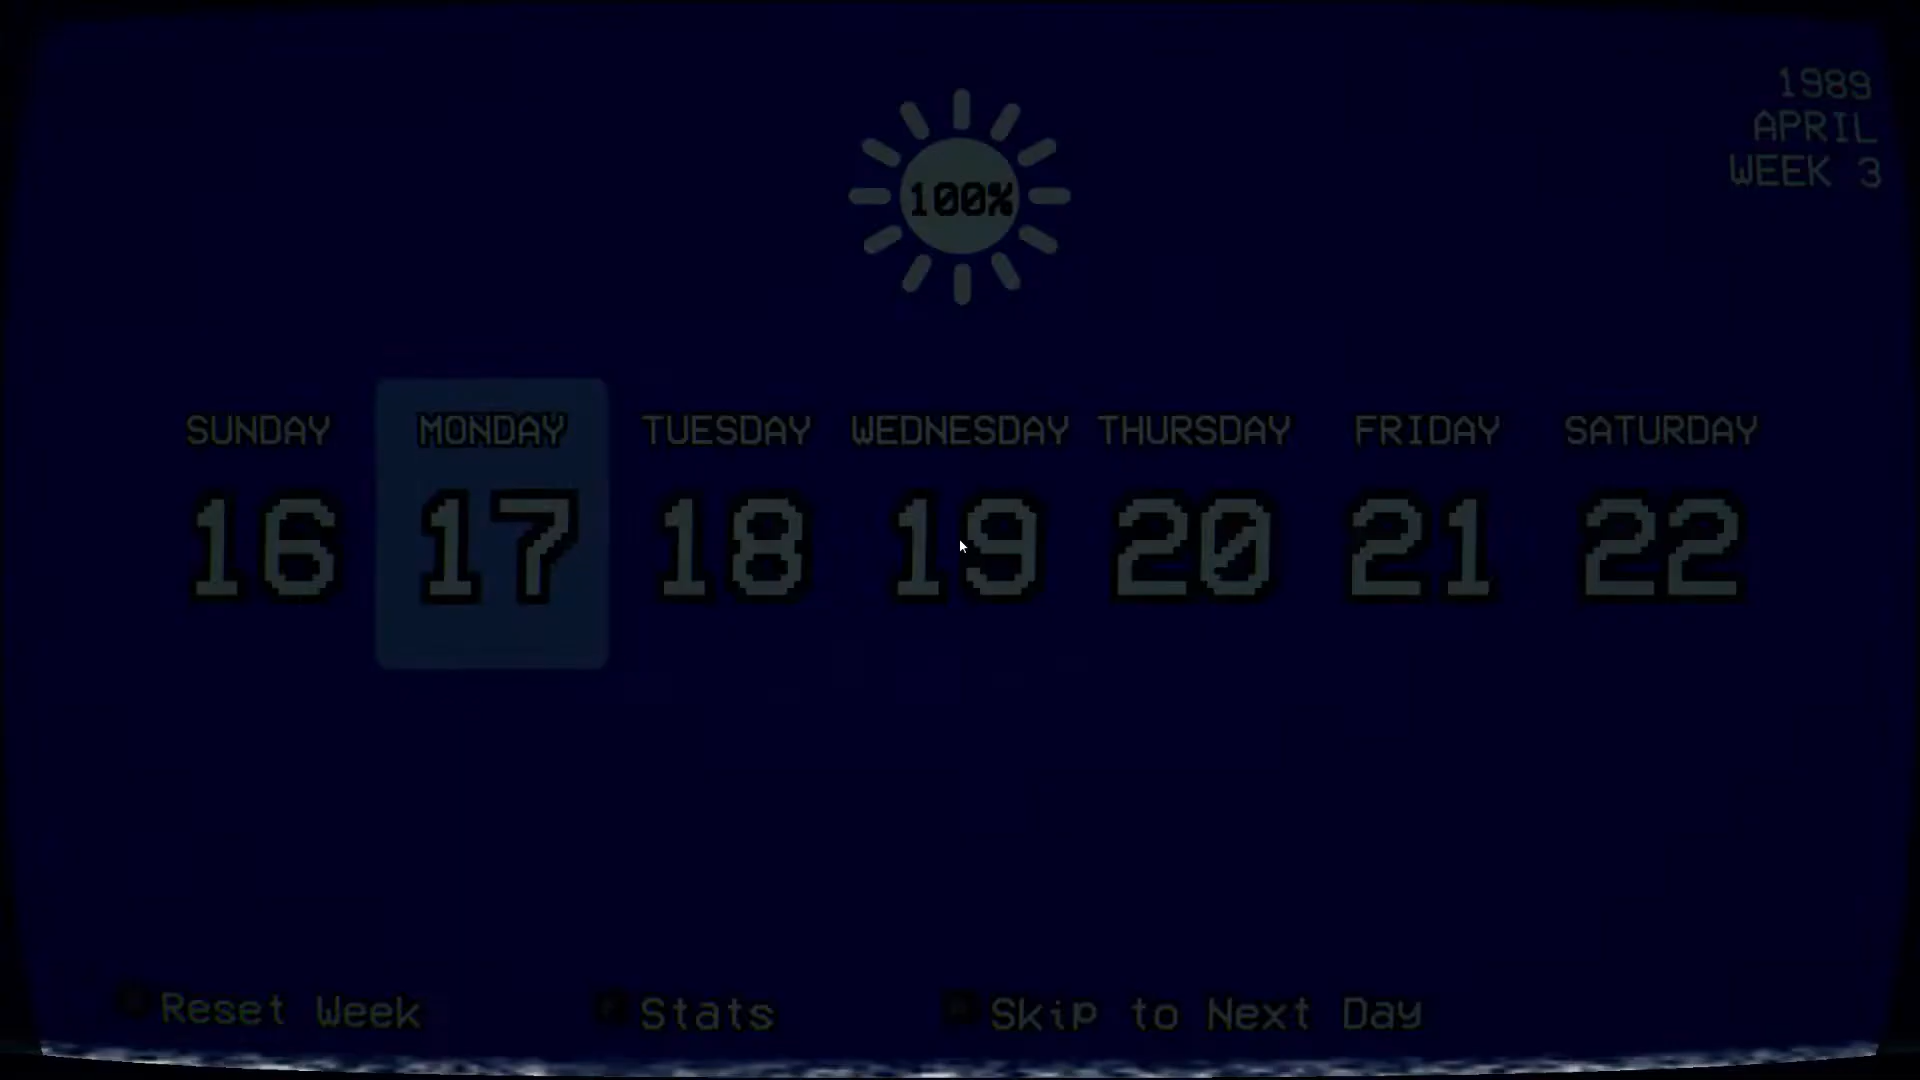 1989
APRIL
WEEK 3
100%
SUNDAY MONDAY TUESDAY WEDNESDAY THURSDAY FRIDAY SATURDAY
16 17 18 19 20 21 22
Reset Week Stats Skip to Next Day